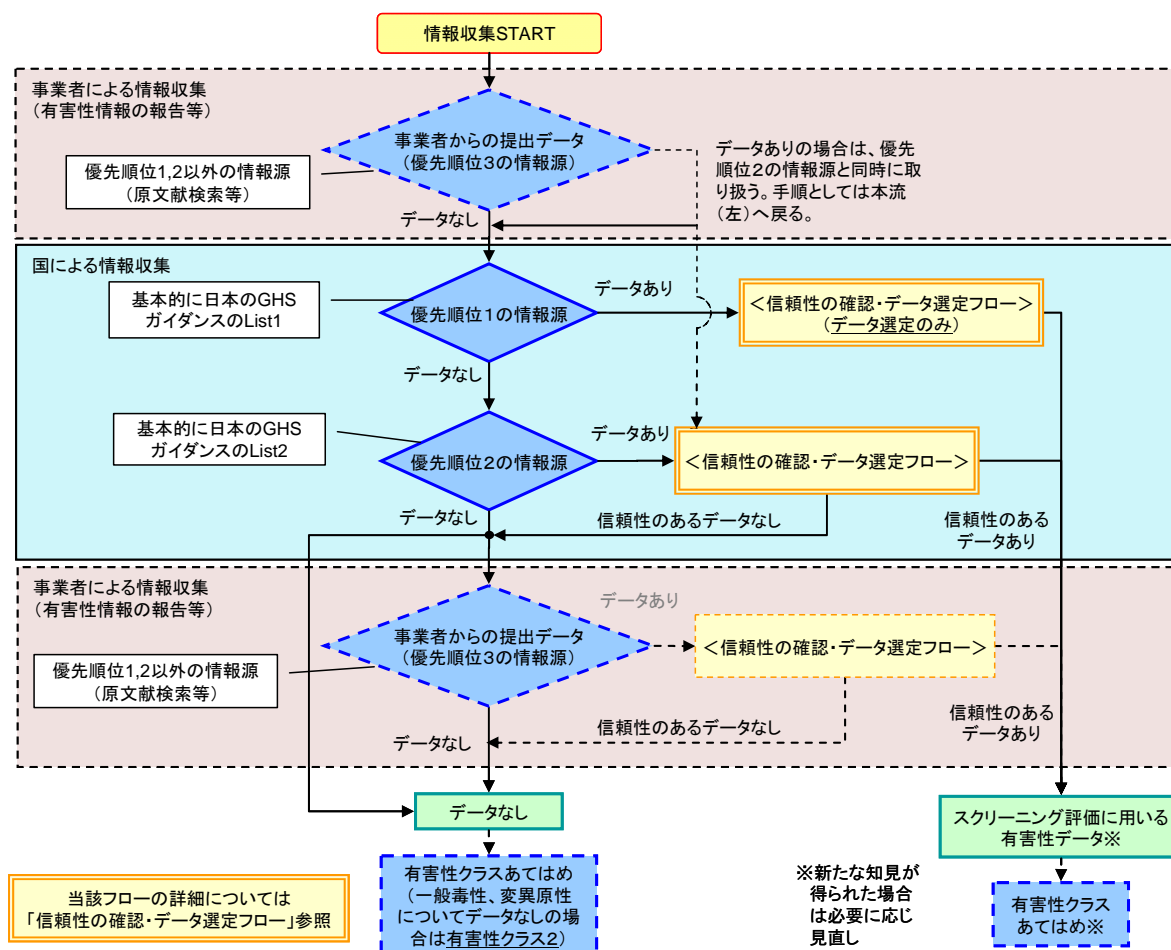 情報収集START
事業者による情報収集
(有害性情報の報告等)
事業者からの提出データ
(優先順位3の情報源)
優先順位1,2以外の情報源
(原文献検索等)
データありの場合は、優先
順位2の情報源と同時に取
り扱う。手順としては本流
(左)へ戻る。
データなし
国による情報収集
基本的に日本のGHS
ガイダンスのList1
優先順位1の情報源
データあり
<信頼性の確認・データ選定フロー>
(データ選定のみ)
データなし
基本的に日本のGHS
ガイダンスのList2
優先順位2の情報源
データあり
<信頼性の確認・データ選定フロー>
データなし
信頼性のあるデータなし
信頼性のある
データあり
事業者による情報収集
(有害性情報の報告等)
データあり
事業者からの提出データ
(優先順位3の情報源)
<信頼性の確認・データ選定フロー>
優先順位1,2以外の情報源
(原文献検索等)
信頼性のあるデータなし
データなし
信頼性のある
データあり
データなし
スクリーニング評価に用いる
有害性データ※
有害性クラスあてはめ
(一般毒性、変異原性
についてデータなしの場
合は有害性クラス2)
※新たな知見が
得られた場合
は必要に応じ
見直し
有害性クラス
あてはめ※
当該フローの詳細については
「信頼性の確認・データ選定フロー」参照